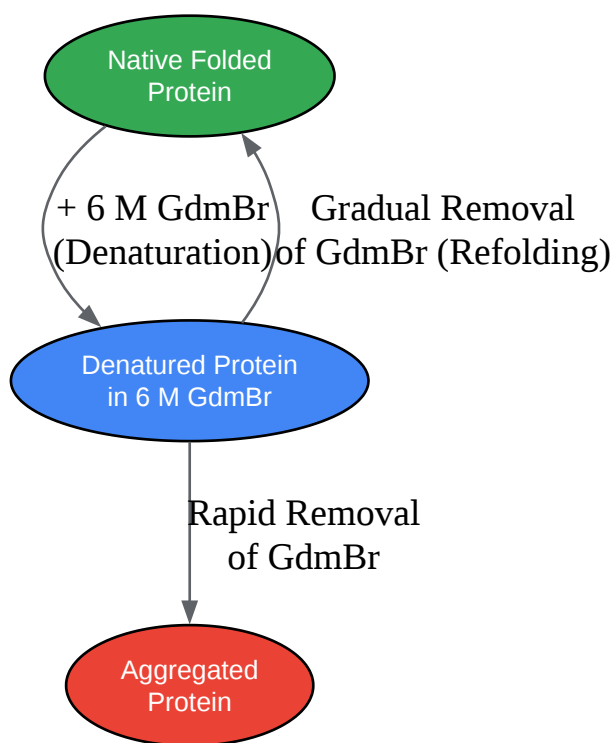 Native Folded
Protein
+ 6 M GdmBr
(Denaturation)
Gradual Removal
of GdmBr (Refolding)
Denatured Protein
in 6 M GdmBr
Rapid Removal
of GdmBr
Aggregated
Protein